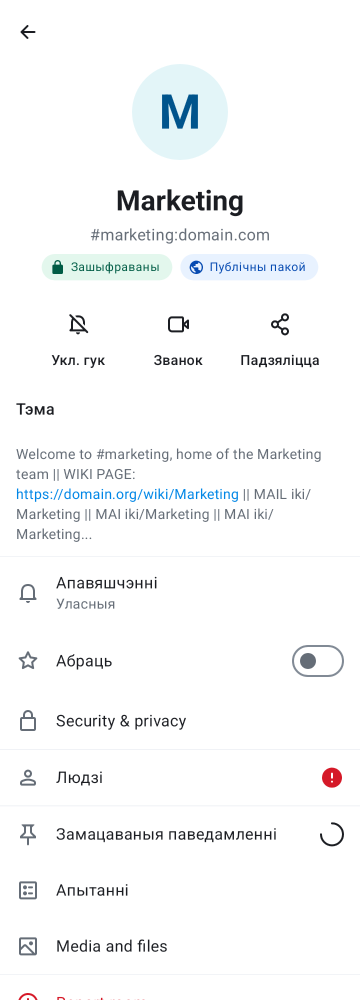 M
Marketing
#marketing:domain.com
Зашыфраваны
Публічны пакой
Укл. гук
Званок
Падзяліцца
Тэма
Welcome to #marketing, home of the Marketing
team || WIKI PAGE:
https://domain.org/wiki/Marketing || MAIL iki/
Marketing || MAI iki/Marketing || MAI iki/
Marketing...
Апавяшчэнні
Уласныя
Абраць
Security & privacy
Людзі
Замацаваныя паведамленні
Апытанні
Media and files
Report room